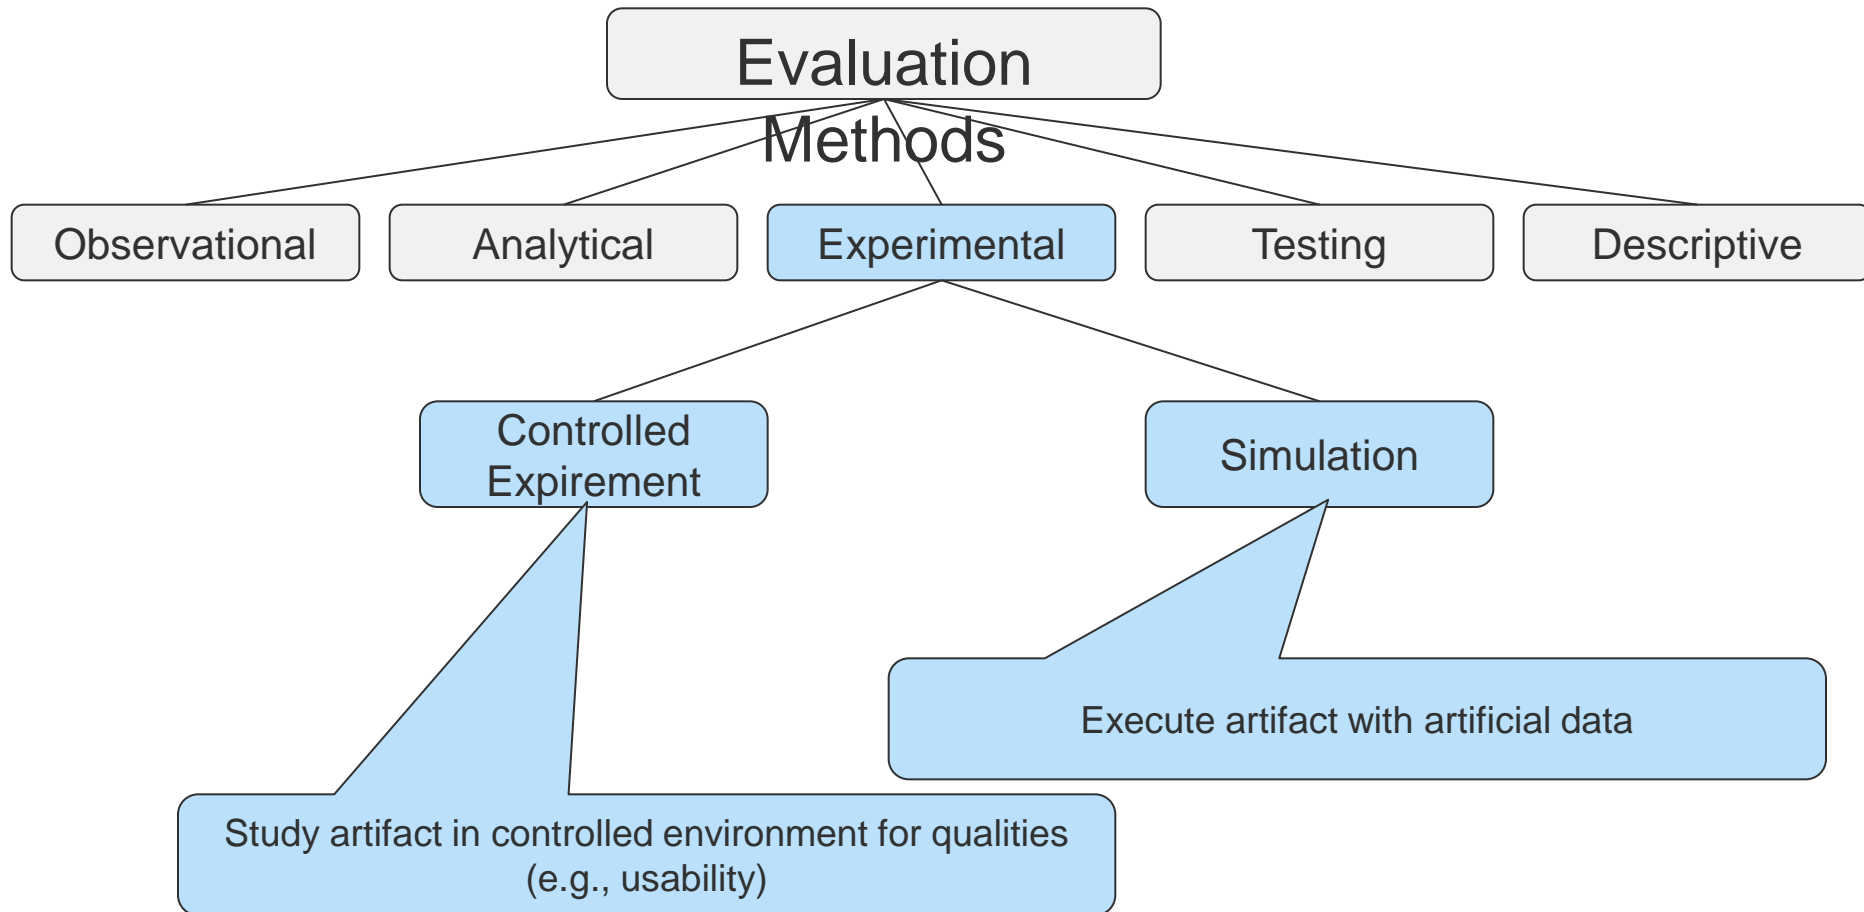 Evaluation
Methods
Observational
Analytical
Experimental
Testing
Descriptive
Controlled
Expirement
Simulation
Execute artifact with artificial data
Study artifact in controlled environment for qualities
(e.g., usability)